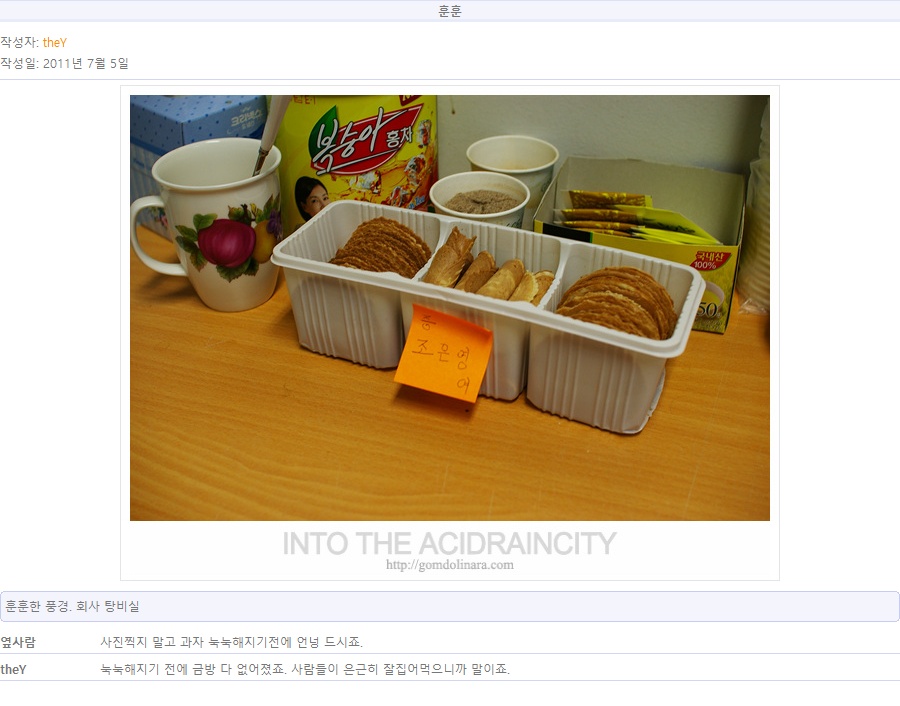 훈훈
작성자: theY
작성일: 2011년 7월 5일
복숭아
홍차
국내산
100%
50
조은영
INTO THE ACIDRAINCITY
http://gomdolinara.com
훈훈한 풍경. 회사 탕비실
옆사람 사진찍지 말고 과자 눅눅해지기전에 언넝 드시죠.
theY 눅눅해지기 전에 금방 다 없어졌죠. 사람들이 은근히 잘집어먹으니까 말이죠.